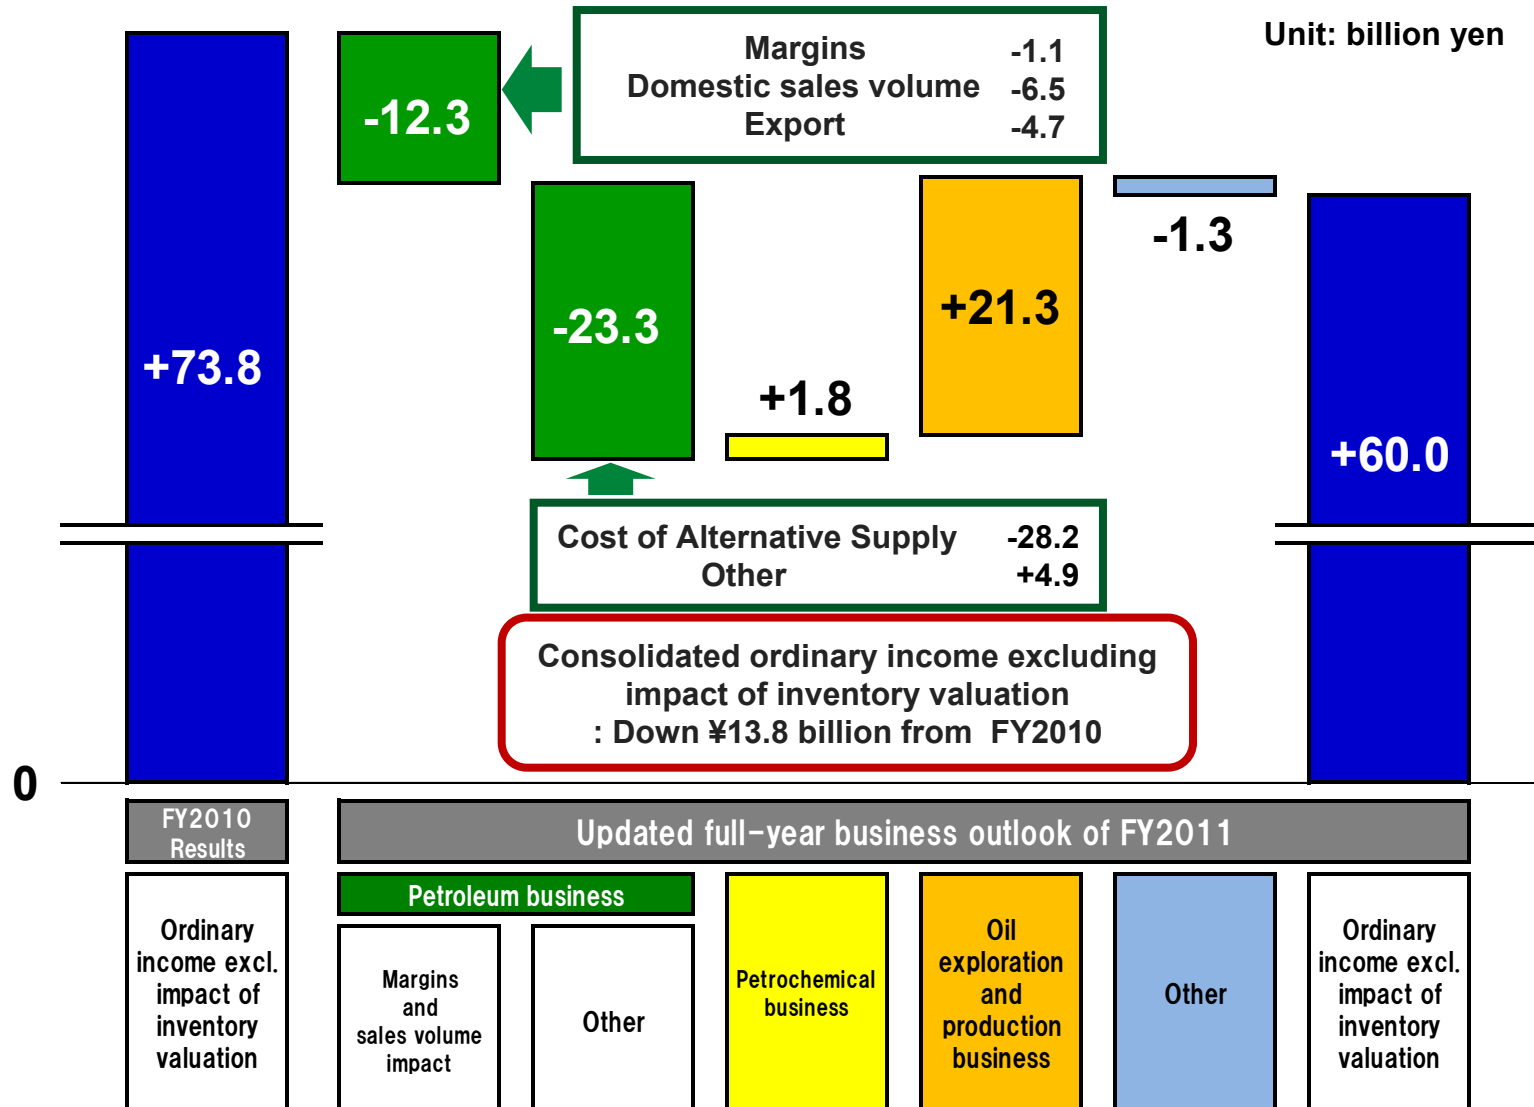 Unit: billion yen
Margins -1.1
Domestic sales volume -6.5
Export -4.7
-12.3
-23.3
+1.8
+21.3
-1.3
+73.8
+60.0
Cost of Alternative Supply -28.2
Other +4.9
Consolidated ordinary income excluding
impact of inventory valuation
: Down ¥13.8 billion from FY2010
0
FY2010
Results
Updated full-year business outlook of FY2011
Petroleum business
Ordinary
income excl.
impact of
inventory
valuation
Margins
and
sales volume
impact
Other
Petrochemical
business
Oil
exploration
and
production
business
Other
Ordinary
income excl.
impact of
inventory
valuation